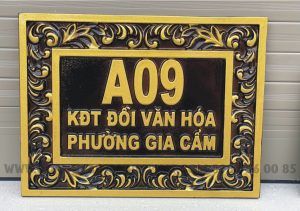 A09
KĐT ĐỒI VĂN HÓA
PHƯỜNG GIA CẨM